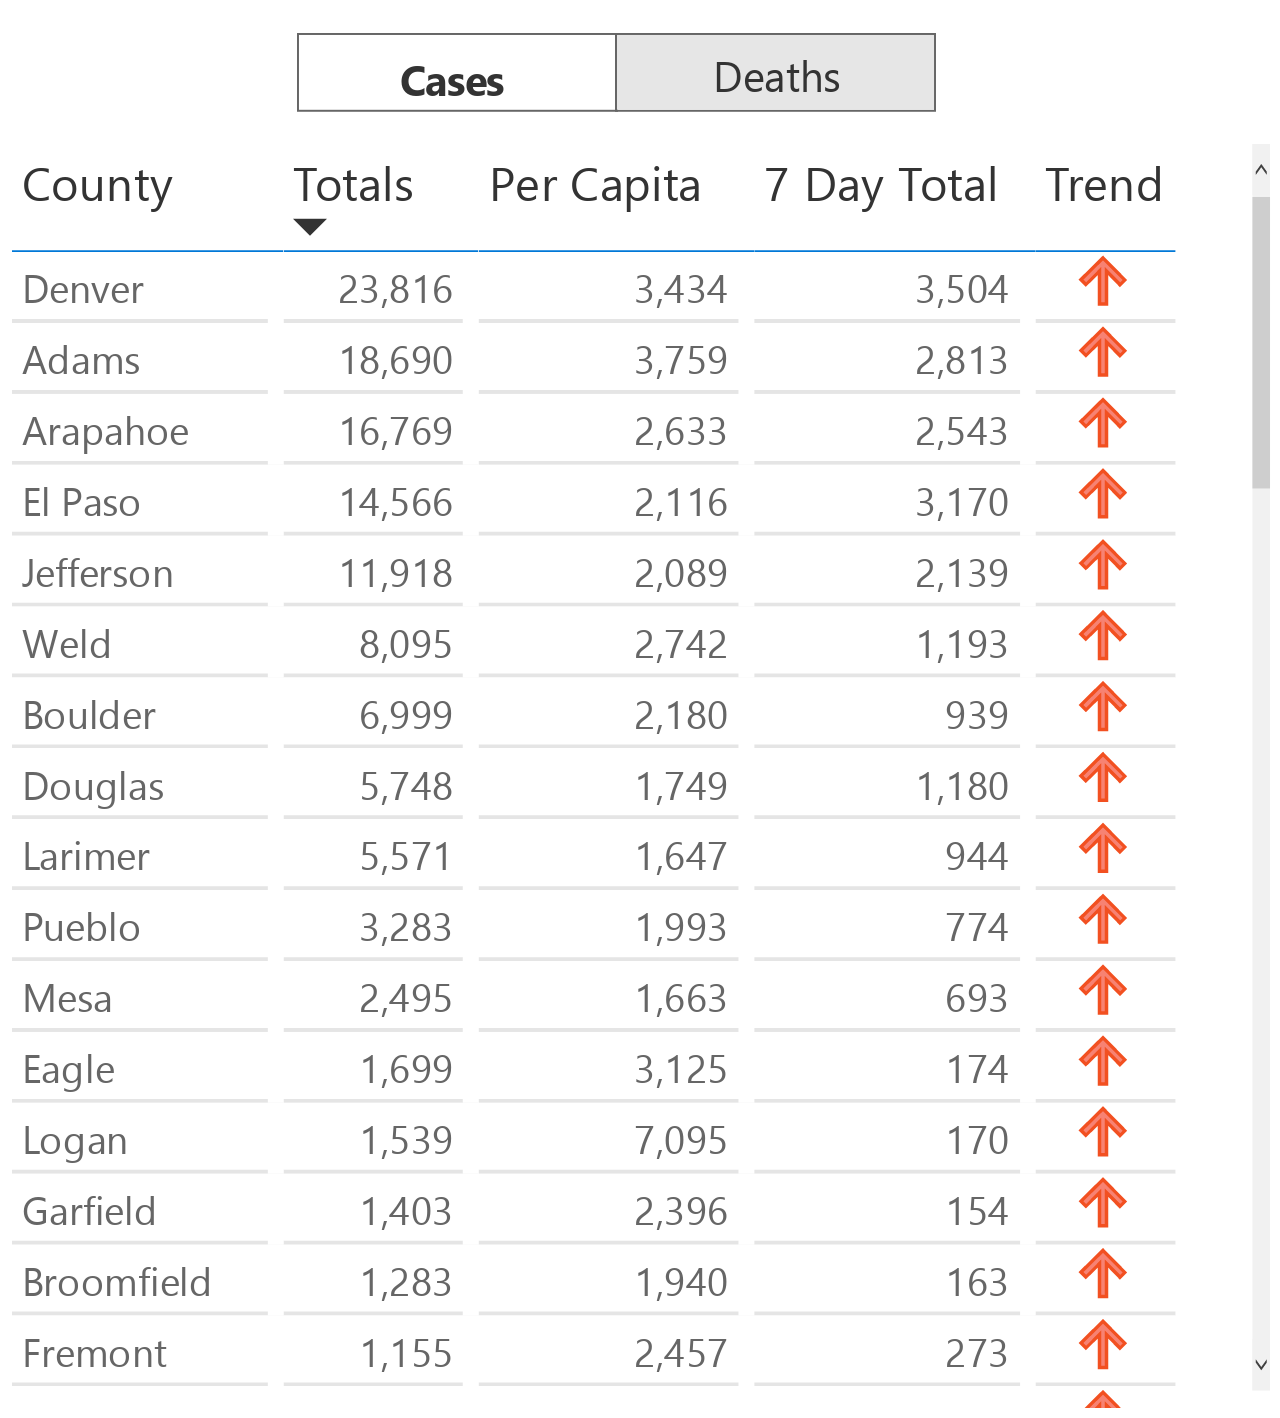 Cases Deaths
County Totals Per Capita 7 Day Total Trend
Denver 23,816 3,434 3,504
Adams 18,690 3,759 2,813
Arapahoe 16,769 2,633 2,543
El Paso 14,566 2,116 3,170
Jefferson 11,918 2,089 2,139
Weld 8,095 2,742 1,193
Boulder 6,999 2,180 939
Douglas 5,748 1,749 1,180
Larimer 5,571 1,647 944
Pueblo 3,283 1,993 774
Mesa 2,495 1,663 693
Eagle 1,699 3,125 174
Logan 1,539 7,095 170
Garfield 1,403 2,396 154
Broomfield 1,283 1,940 163
Fremont 1,155 2,457 273